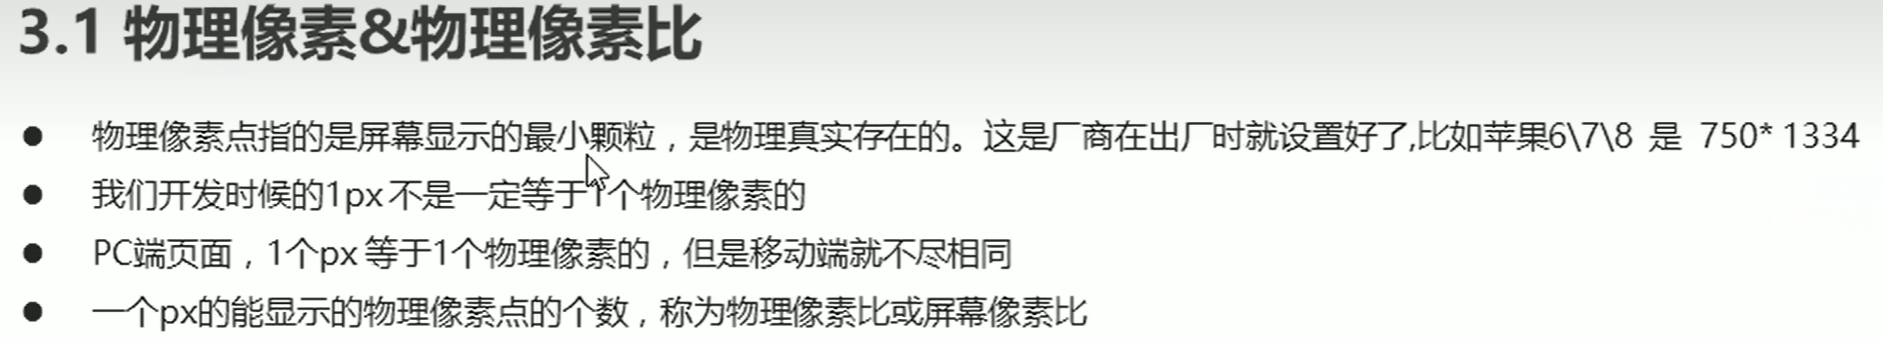 3.1 物理像素&物理像素比
● 物理像素点指的是屏幕显示的最小颗粒，是物理真实存在的。这是厂商在出厂时就设置好了,比如苹果6\7\8 是 750* 1334
● 我们开发时候的1px 不是一定等于1个物理像素的
● PC端页面，1个px 等于1个物理像素的，但是移动端就不尽相同
● 一个px的能显示的物理像素点的个数，称为物理像素比或屏幕像素比